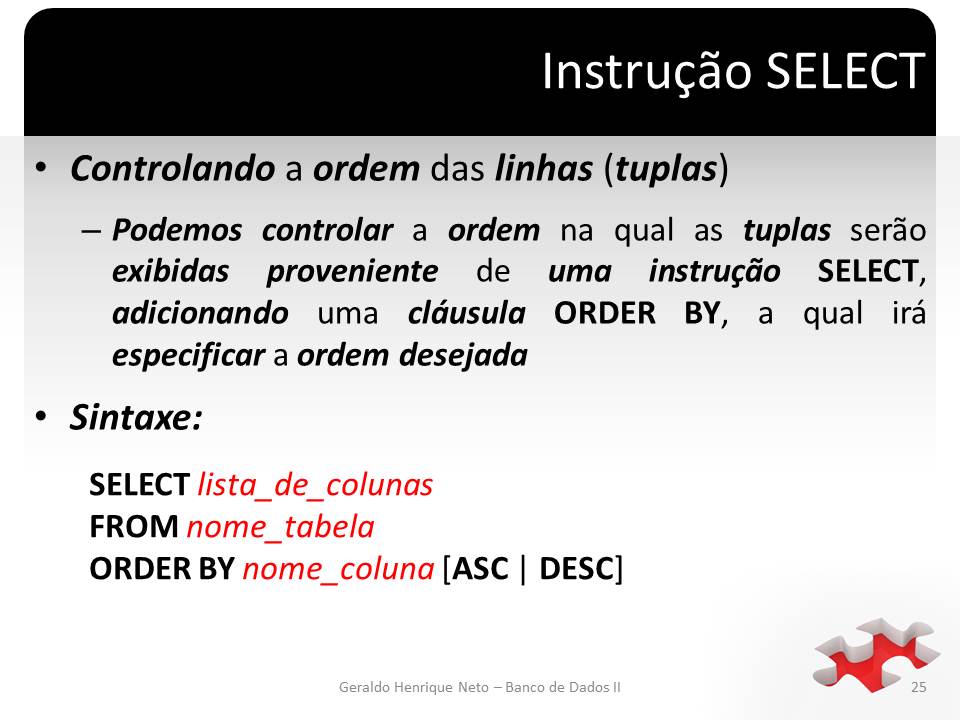 Instrução SELECT
• Controlando a ordem das linhas (tuplas)
– Podemos controlar a ordem na qual as tuplas serão
exibidas proveniente de uma instrução SELECT,
adicionando uma cláusula ORDER BY, a qual irá
especificar a ordem desejada
• Sintaxe:
SELECT lista_de_colunas
FROM nome_tabela
ORDER BY nome_coluna [ASC | DESC]
Geraldo Henrique Neto – Banco de Dados II
25